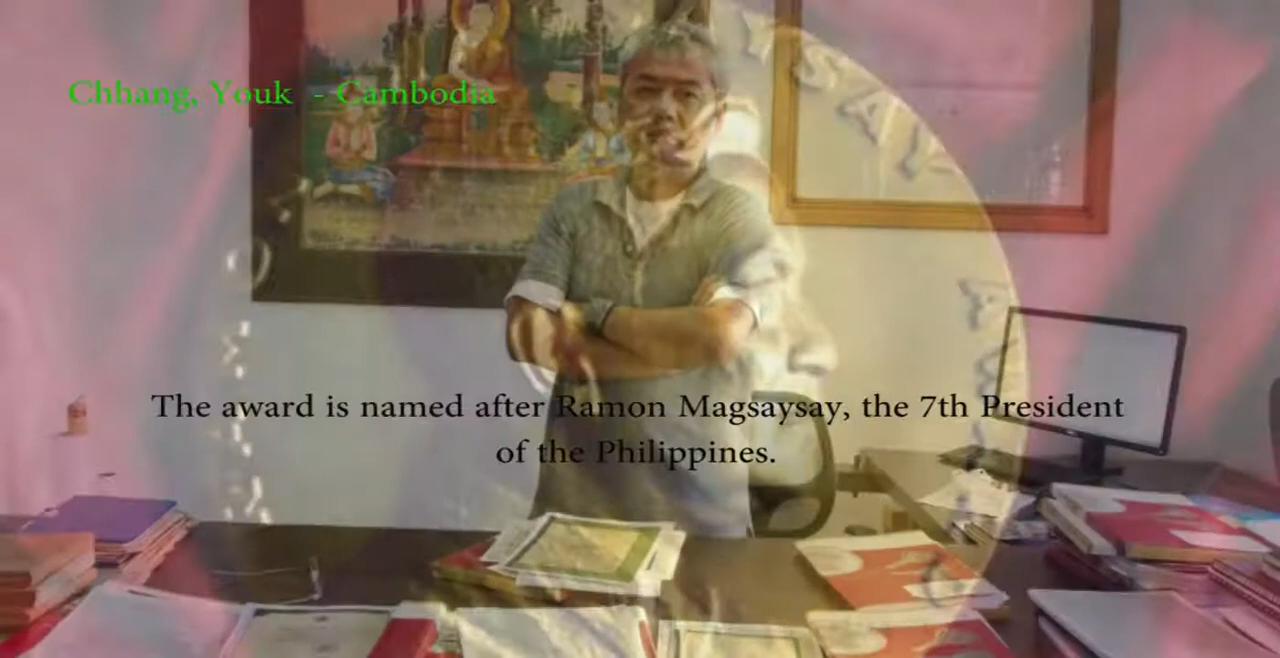 Chhang, Youk - Cambodia
The award is named after Ramon Magsaysay, the 7th President
of the Philippines.